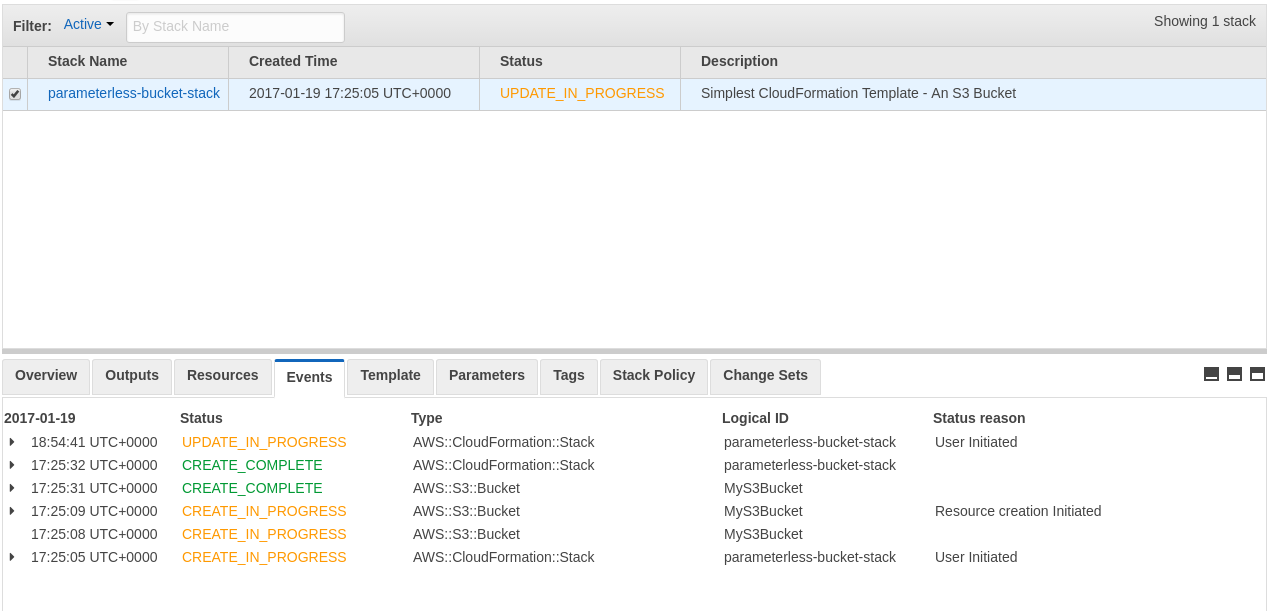 Filter: Active By Stack Name Showing 1 stack
Stack Name Created Time Status Description
parameterless-bucket-stack 2017-01-19 17:25:05 UTC+0000 UPDATE_IN_PROGRESS Simplest CloudFormation Template - An S3 Bucket
Overview Outputs Resources Events Template Parameters Tags Stack Policy Change Sets
2017-01-19 Status Type Logical ID Status reason
18:54:41 UTC+0000 UPDATE_IN_PROGRESS AWS::CloudFormation::Stack parameterless-bucket-stack User Initiated
17:25:32 UTC+0000 CREATE_COMPLETE AWS::CloudFormation::Stack parameterless-bucket-stack
17:25:31 UTC+0000 CREATE_COMPLETE AWS::S3::Bucket MyS3Bucket
17:25:09 UTC+0000 CREATE_IN_PROGRESS AWS::S3::Bucket MyS3Bucket Resource creation Initiated
17:25:08 UTC+0000 CREATE_IN_PROGRESS AWS::S3::Bucket MyS3Bucket
17:25:05 UTC+0000 CREATE_IN_PROGRESS AWS::CloudFormation::Stack parameterless-bucket-stack User Initiated